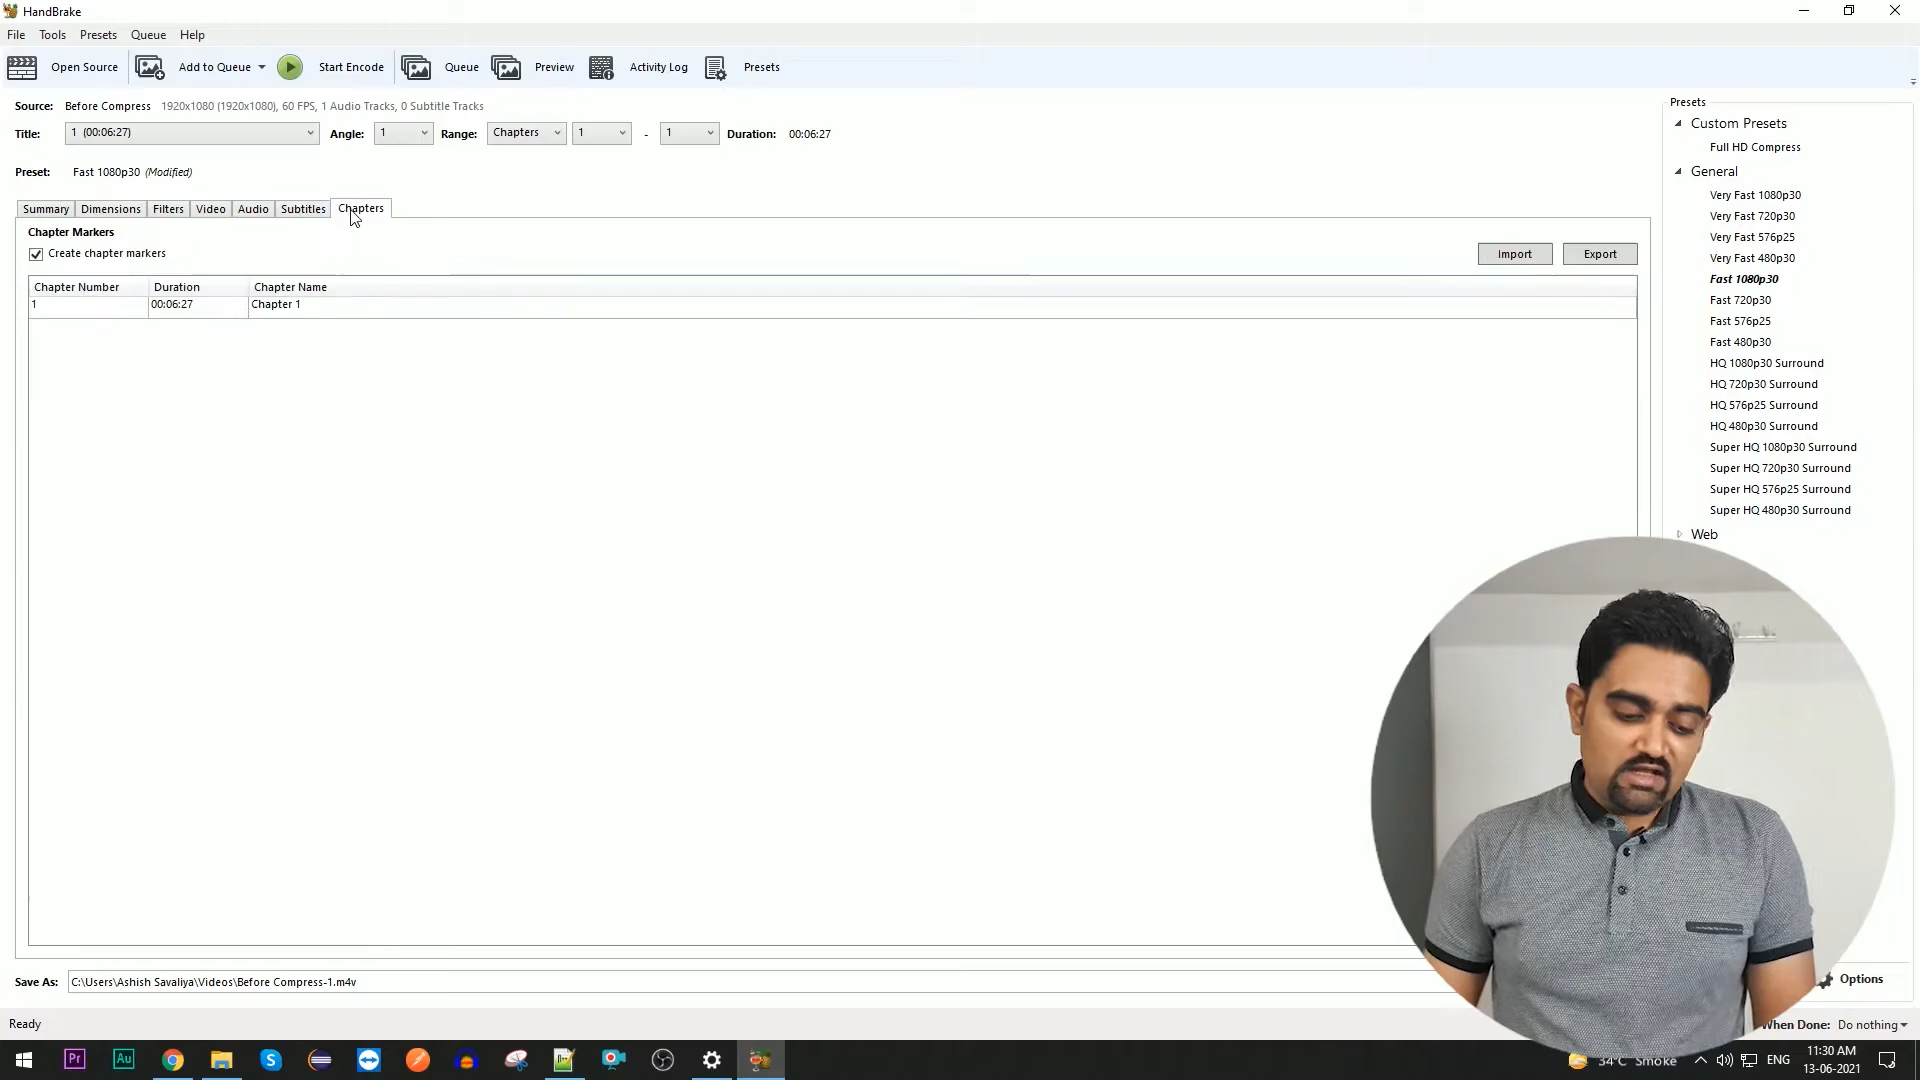 HandBrake
File Tools Presets Queue Help
Open Source Add to Queue Start Encode Queue Preview Activity Log Presets
Source: Before Compress 1920x1080 (1920x1080), 60 FPS, 1 Audio Tracks, 0 Subtitle Tracks
Title: 1 (00:06:27) Angle: 1 Range: Chapters 1 - 1 Duration: 00:06:27
Preset: Fast 1080p30 (Modified)
Summary Dimensions Filters Video Audio Subtitles Chapters
Chapter Markers
Create chapter markers
Import Export
Chapter Number Duration Chapter Name
1 00:06:27 Chapter 1
Presets
Custom Presets
Full HD Compress
General
Very Fast 1080p30
Very Fast 720p30
Very Fast 576p25
Very Fast 480p30
Fast 1080p30
Fast 720p30
Fast 576p25
Fast 480p30
HQ 1080p30 Surround
HQ 720p30 Surround
HQ 576p25 Surround
HQ 480p30 Surround
Super HQ 1080p30 Surround
Super HQ 720p30 Surround
Super HQ 576p25 Surround
Super HQ 480p30 Surround
Web
Options
Save As: C:\Users\Ashish Savaliya\Videos\Before Compress-1.m4v
Ready
When Done: Do nothing
Pr Au
34°C Smoke ENG
11:30 AM
13-06-2021